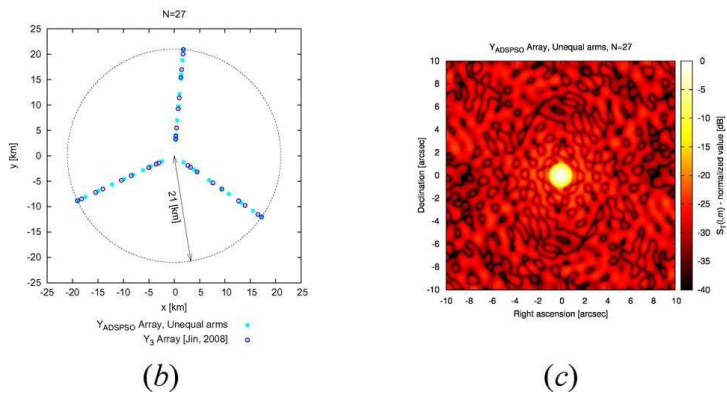 N=27
25
20
15
10
5
0
-5
-10
-15
-20
-25
y [km]
21 [km]
-25 -20 -15 -10 -5 0 5 10 15 20 25
x [km]
Y_ADSPSO Array, Unequal arms
Y_3 Array [Jin, 2008]
(b)
Y_ADSPSO Array, Unequal arms, N=27
10
8
6
4
2
0
-2
-4
-6
-8
-10
Declination [arcsec]
-10 -8 -6 -4 -2 0 2 4 6 8 10
Right ascension [arcsec]
0
-5
-10
-15
-20
-25
-30
-35
-40
S_T(l,m) - normalized value [dB]
(c)